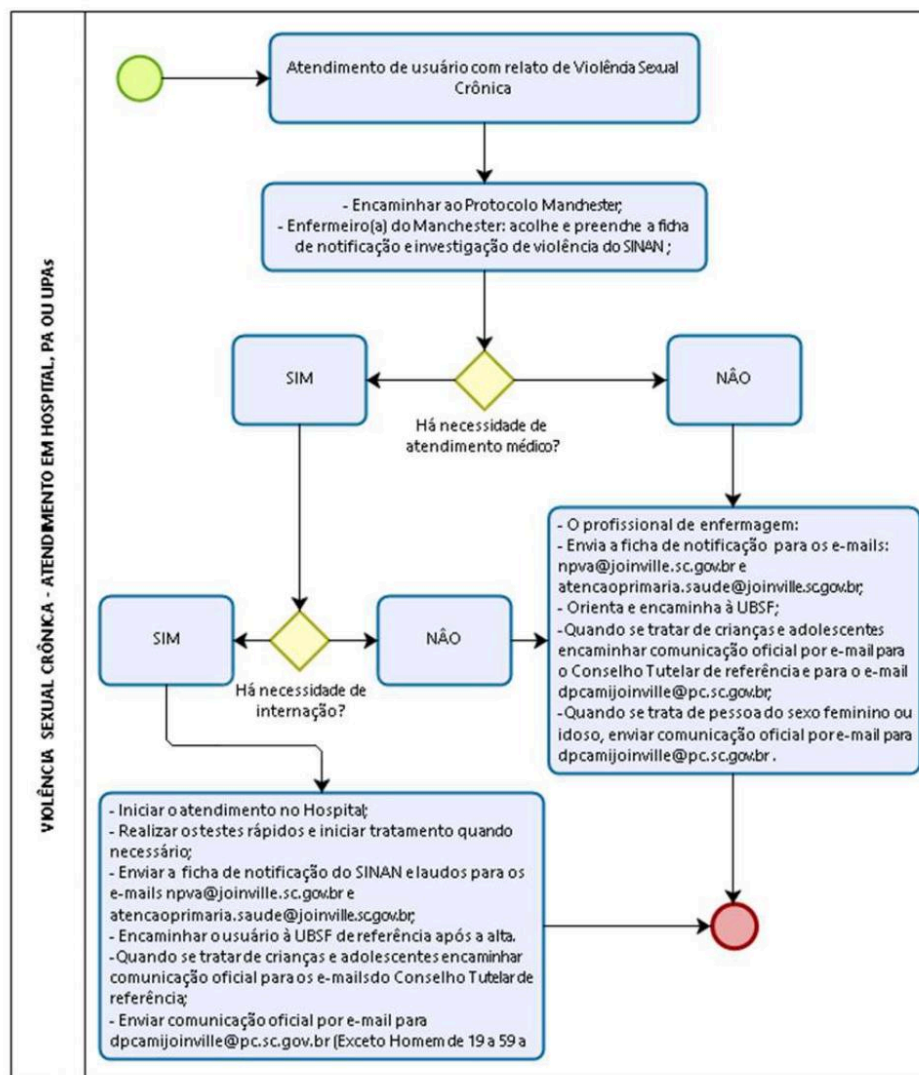 VIOLÊNCIA SEXUAL CRÔNICA - ATENDIMENTO EM HOSPITAL, PA OU UPAs
Atendimento de usuário com relato de Violência Sexual
Crônica
- Encaminhar ao Protocolo Manchester;
- Enfermeiro(a) do Manchester: acolhe e preenche a ficha
de notificação e investigação de violência do SINAN ;
SIM
NÂO
Há necessidade de
atendimento médico?
- O profissional de enfermagem:
- Envia a ficha de notificação para os e-mails:
npva@joinville.sc.gov.br e
atencaoprimaria.saude@joinville.sc.gov.br;
- Orienta e encaminha à UBSF;
-Quando se tratar de crianças e adolescentes
encaminhar comunicação oficial por e-mail para
o Conselho Tutelar de referência e para o e-mail
dpcamijoinville@pc.sc.gov.br;
-Quando se trata de pessoa do sexo feminino ou
idoso, enviar comunicação oficial por e-mail para
dpcamijoinville@pc.sc.gov.br .
SIM
NÂO
Há necessidade de
internação?
- Iniciar o atendimento no Hospital;
- Realizar os testes rápidos e iniciar tratamento quando
necessário;
- Enviar a ficha de notificação do SINAN e laudos para os
e-mails npva@joinville.sc.gov.br e
atencaoprimaria.saude@joinville.sc.gov.br;
- Encaminhar o usuário à UBSF de referência após a alta.
-Quando se tratar de crianças e adolescentes encaminhar
comunicação oficial para os e-mails do Conselho Tutelar de
referência;
- Enviar comunicação oficial por e-mail para
dpcamijoinville@pc.sc.gov.br (Exceto Homem de 19 a 59 a